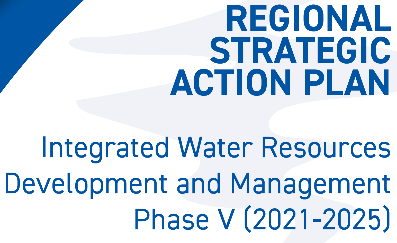 REGIONAL
STRATEGIC
ACTION PLAN
Integrated Water Resources
Development and Management
Phase V (2021-2025)